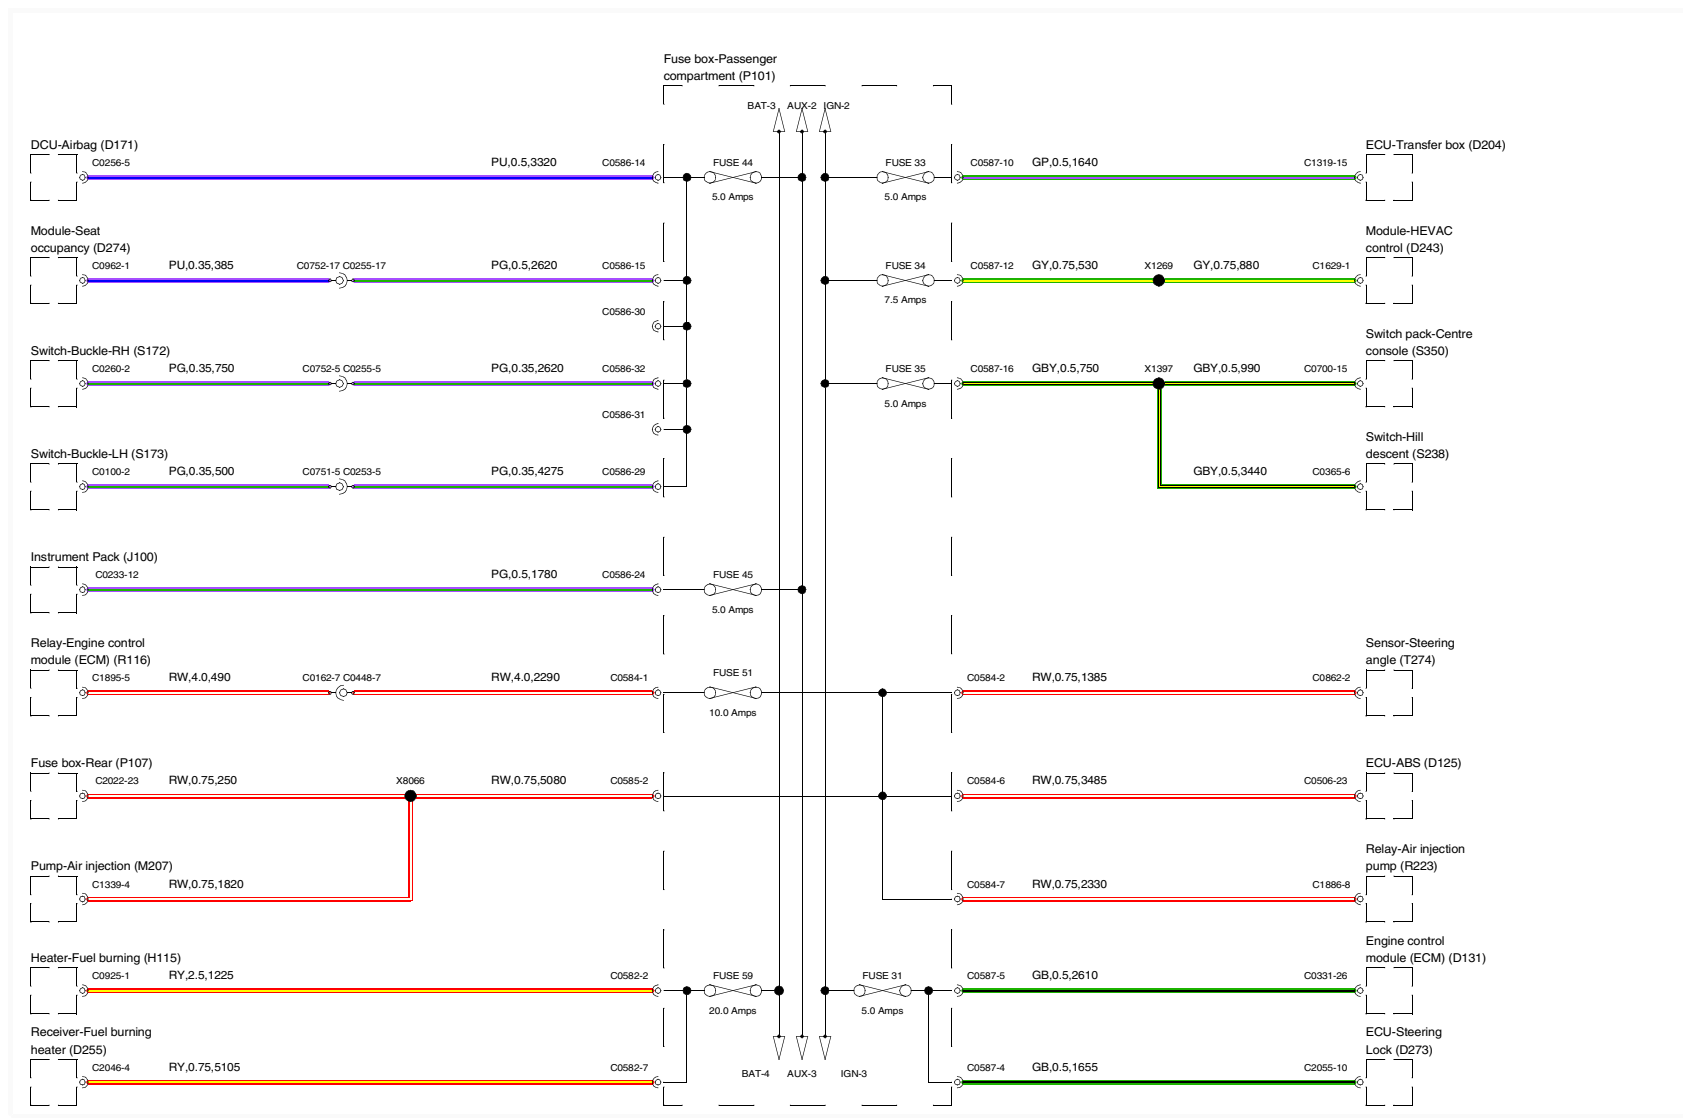 Fuse box-Passenger
compartment (P101)
BAT-3 AUX-2 IGN-2
DCU-Airbag (D171)
C0256-5 PU,0.5,3320 C0586-14 FUSE 44 5.0 Amps
FUSE 33 5.0 Amps C0587-10 GP,0.5,1640 C1319-15
ECU-Transfer box (D204)
Module-Seat
occupancy (D274)
C0962-1 PU,0.35,385 C0752-17 C0255-17 PG,0.5,2620 C0586-15
FUSE 34 7.5 Amps C0587-12 GY,0.75,530 X1269 GY,0.75,880 C1629-1
Module-HEVAC
control (D243)
C0586-30
Switch-Buckle-RH (S172)
C0260-2 PG,0.35,750 C0752-5 C0255-5 PG,0.35,2620 C0586-32
FUSE 35 5.0 Amps C0587-16 GBY,0.5,750 X1397 GBY,0.5,990 C0700-15
Switch pack-Centre
console (S350)
C0586-31
Switch-Buckle-LH (S173)
C0100-2 PG,0.35,500 C0751-5 C0253-5 PG,0.35,4275 C0586-29
Switch-Hill
descent (S238)
GBY,0.5,3440 C0365-6
Instrument Pack (J100)
C0233-12 PG,0.5,1780 C0586-24 FUSE 45 5.0 Amps
Relay-Engine control
module (ECM) (R116)
C1895-5 RW,4.0,490 C0162-7 C0448-7 RW,4.0,2290 C0584-1 FUSE 51 10.0 Amps
C0584-2 RW,0.75,1385 C0862-2
Sensor-Steering
angle (T274)
Fuse box-Rear (P107)
C2022-23 RW,0.75,250 X8066 RW,0.75,5080 C0585-2
C0584-6 RW,0.75,3485 C0506-23
ECU-ABS (D125)
Pump-Air injection (M207)
C1339-4 RW,0.75,1820
C0584-7 RW,0.75,2330 C1886-8
Relay-Air injection
pump (R223)
Heater-Fuel burning (H115)
C0925-1 RY,2.5,1225 C0582-2 FUSE 59 20.0 Amps
FUSE 31 5.0 Amps C0587-5 GB,0.5,2610 C0331-26
Engine control
module (ECM) (D131)
Receiver-Fuel burning
heater (D255)
C2046-4 RY,0.75,5105 C0582-7
BAT-4 AUX-3 IGN-3
C0587-4 GB,0.5,1655 C2055-10
ECU-Steering
Lock (D273)